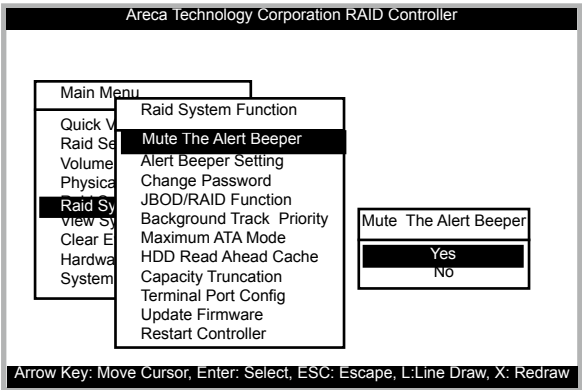 Areca Technology Corporation RAID Controller
Main Menu
Quick V
Raid Se
Volume
Physica
Raid Sy
View Sy
Clear E
Hardwa
System
Raid System Function
Mute The Alert Beeper
Alert Beeper Setting
Change Password
JBOD/RAID Function
Background Track Priority
Maximum ATA Mode
HDD Read Ahead Cache
Capacity Truncation
Terminal Port Config
Update Firmware
Restart Controller
Mute The Alert Beeper
Yes
No
Arrow Key: Move Cursor, Enter: Select, ESC: Escape, L:Line Draw, X: Redraw